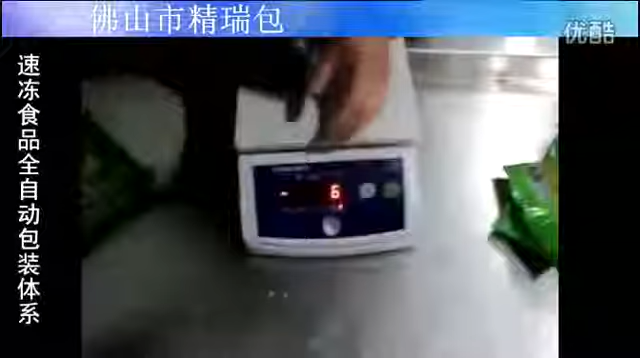 佛山市精瑞包
优酷
速冻食品全自动包装体系
6